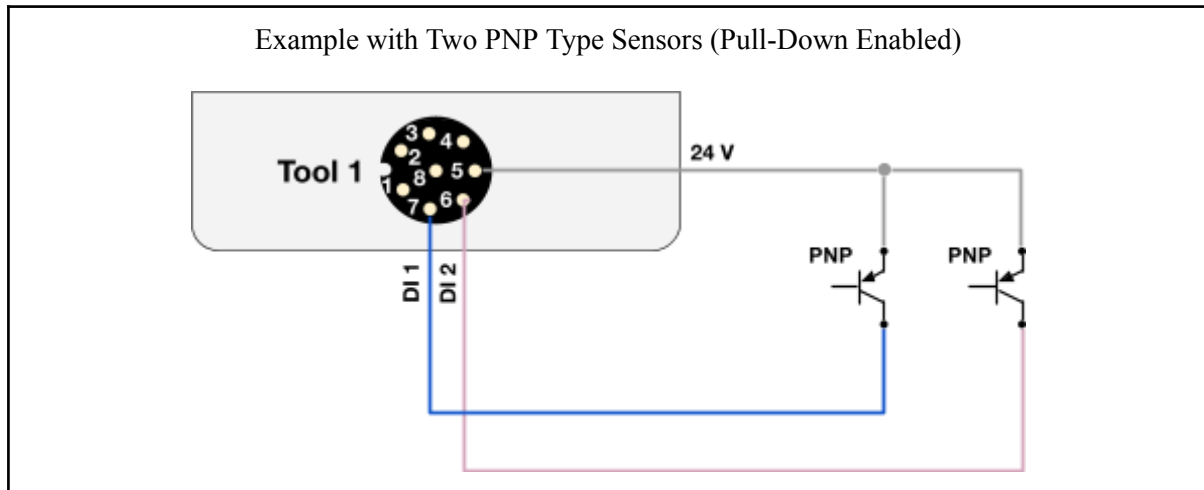 Example with Two PNP Type Sensors (Pull-Down Enabled)
Tool 1
3
4
2
5
8
1
6
7
24 V
DI 1
DI 2
PNP
PNP